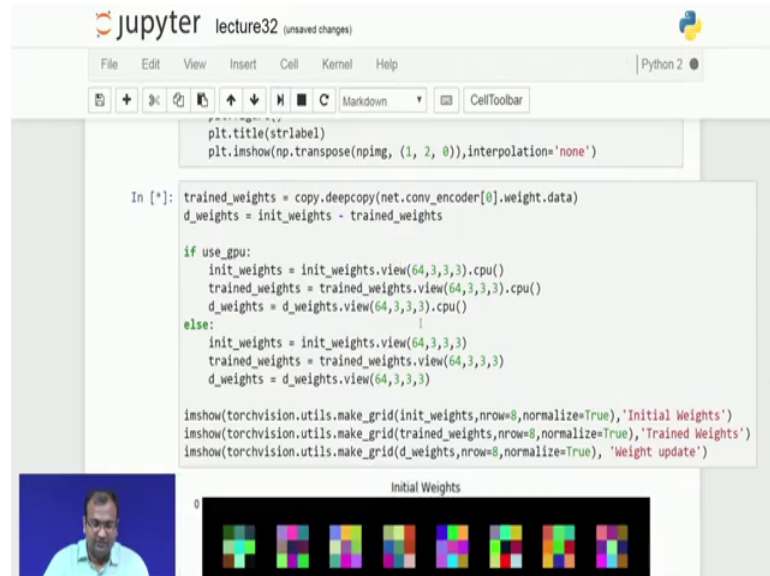 jupyter lecture32 (unsaved changes)
File Edit View Insert Cell Kernel Help Python 2
Markdown CellToolbar
plt.title(strlabel)
plt.imshow(np.transpose(npimg, (1, 2, 0)),interpolation='none')
In [*]: trained_weights = copy.deepcopy(net.conv_encoder[0].weight.data)
d_weights = init_weights - trained_weights
if use_gpu:
init_weights = init_weights.view(64,3,3,3).cpu()
trained_weights = trained_weights.view(64,3,3,3).cpu()
d_weights = d_weights.view(64,3,3,3).cpu()
else:
init_weights = init_weights.view(64,3,3,3)
trained_weights = trained_weights.view(64,3,3,3)
d_weights = d_weights.view(64,3,3,3)
imshow(torchvision.utils.make_grid(init_weights,nrow=8,normalize=True),'Initial Weights')
imshow(torchvision.utils.make_grid(trained_weights,nrow=8,normalize=True),'Trained Weights')
imshow(torchvision.utils.make_grid(d_weights,nrow=8,normalize=True), 'Weight update')
Initial Weights
0